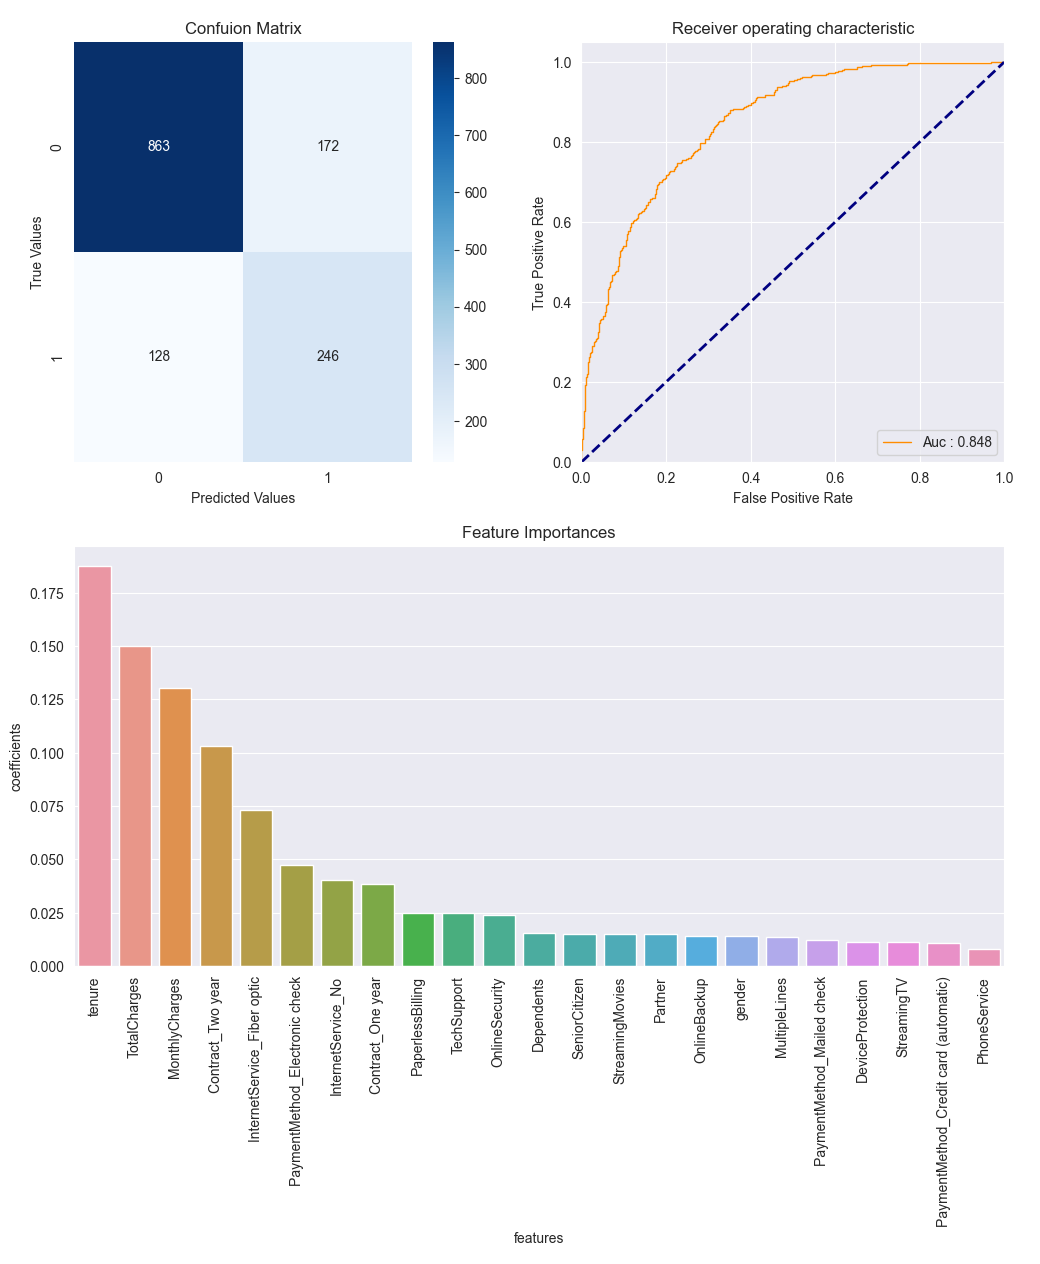 Confuion Matrix
863
172
128
246
0
1
True Values
0
1
Predicted Values
800
700
600
500
400
300
200
Receiver operating characteristic
1.0
0.8
0.6
0.4
0.2
0.0
True Positive Rate
0.0
0.2
0.4
0.6
0.8
1.0
False Positive Rate
Auc : 0.848
Feature Importances
0.175
0.150
0.125
0.100
0.075
0.050
0.025
0.000
coefficients
tenure
TotalCharges
MonthlyCharges
Contract_Two year
InternetService_Fiber optic
PaymentMethod_Electronic check
InternetService_No
Contract_One year
PaperlessBilling
TechSupport
OnlineSecurity
Dependents
SeniorCitizen
StreamingMovies
Partner
OnlineBackup
gender
MultipleLines
PaymentMethod_Mailed check
DeviceProtection
StreamingTV
PaymentMethod_Credit card (automatic)
PhoneService
features